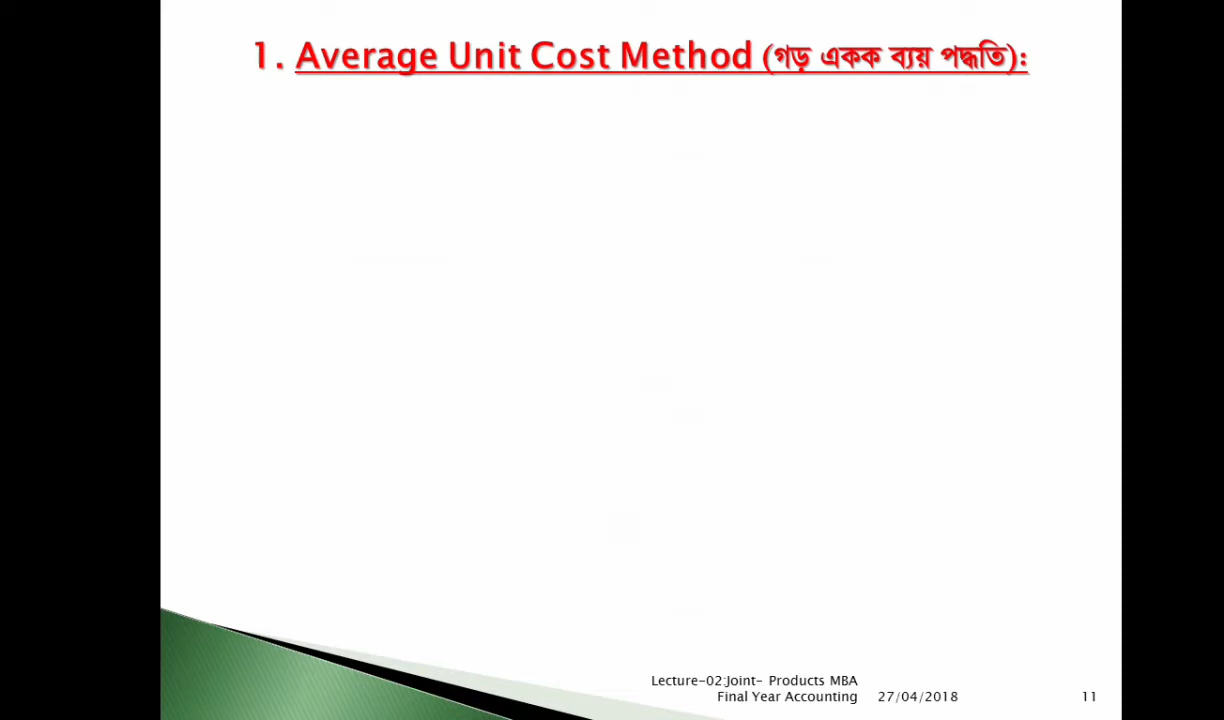 1. Average Unit Cost Method (গড় একক ব্যয় পদ্ধতি):
Lecture-02:Joint- Products MBA
Final Year Accounting 27/04/2018 11